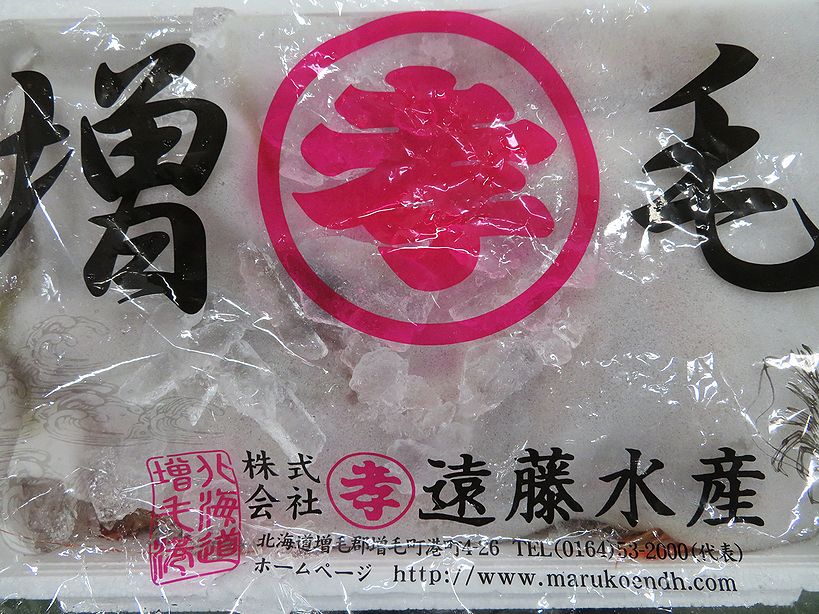 増 孝 毛
北海道
増毛港
株式会社 孝 遠藤水産
北海道増毛郡増毛町港町4-26 TEL(0164)53-2600(代表)
ホームページ http://www.marukoendh.com